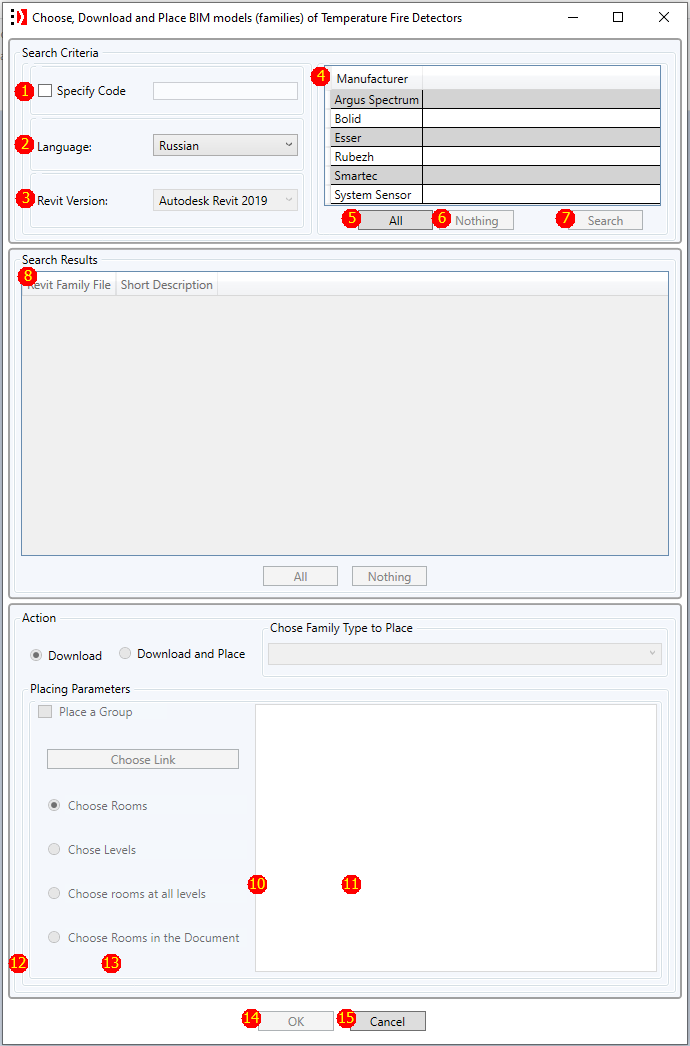 Choose, Download and Place BIM models (families) of Temperature Fire Detectors
Search Criteria
1 Specify Code
2 Language: Russian
3 Revit Version: Autodesk Revit 2019
4 Manufacturer
Argus Spectrum
Bolid
Esser
Rubezh
Smartec
System Sensor
5 All 6 Nothing 7 Search
Search Results
8 Revit Family File Short Description
All Nothing
Action
Download Download and Place
Chose Family Type to Place
Placing Parameters
Place a Group
Choose Link
Choose Rooms
Chose Levels
Choose rooms at all levels
10 11
Choose Rooms in the Document
12 13
14 OK 15 Cancel